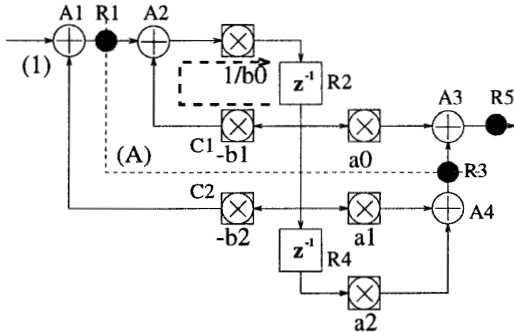 A1 R1 A2
(1)
1/b0
z⁻¹ R2
A3 R5
C1 -b1 a0
(A)
R3
C2 -b2 a1 A4
z⁻¹ R4
a2